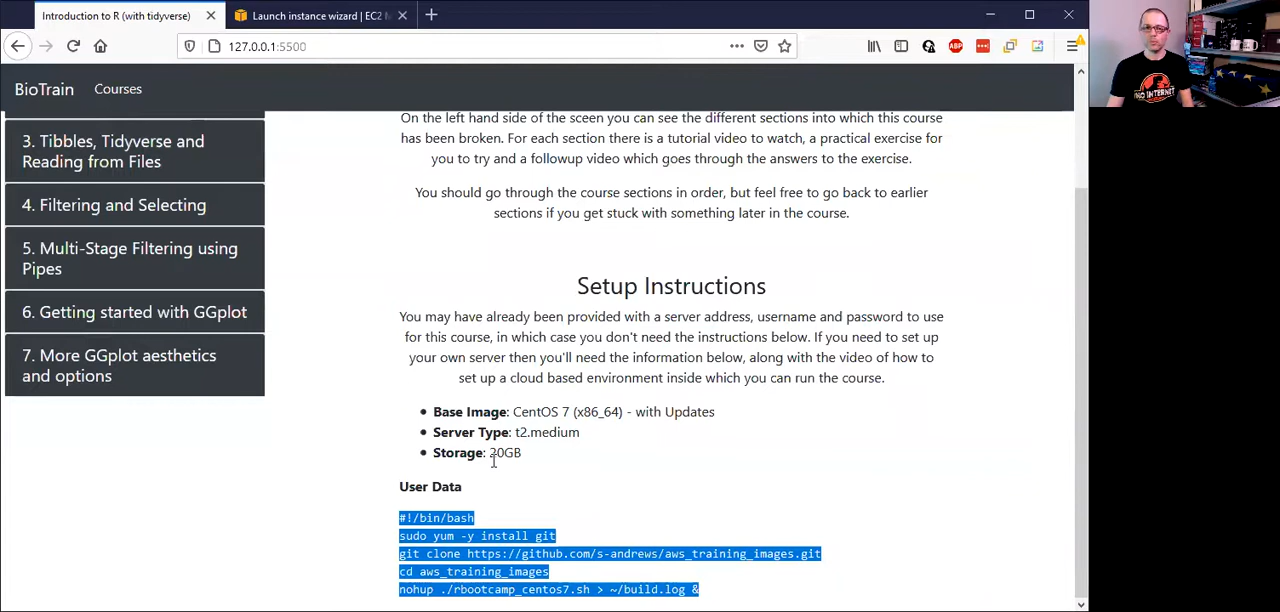 Introduction to R (with tidyverse)
Launch instance wizard | EC2
127.0.0.1:5500
ABP
BioTrain
Courses
3. Tibbles, Tidyverse and
Reading from Files
4. Filtering and Selecting
5. Multi-Stage Filtering using
Pipes
6. Getting started with GGplot
7. More GGplot aesthetics
and options
On the left hand side of the sceen you can see the different sections into which this course
has been broken. For each section there is a tutorial video to watch, a practical exercise for
you to try and a followup video which goes through the answers to the exercise.
You should go through the course sections in order, but feel free to go back to earlier
sections if you get stuck with something later in the course.
Setup Instructions
You may have already been provided with a server address, username and password to use
for this course, in which case you don't need the instructions below. If you need to set up
your own server then you'll need the information below, along with the video of how to
set up a cloud based environment inside which you can run the course.
Base Image: CentOS 7 (x86_64) - with Updates
Server Type: t2.medium
Storage: 20GB
User Data
#!/bin/bash
sudo yum -y install git
git clone https://github.com/s-andrews/aws_training_images.git
cd aws_training_images
nohup ./rbootcamp_centos7.sh > ~/build.log &